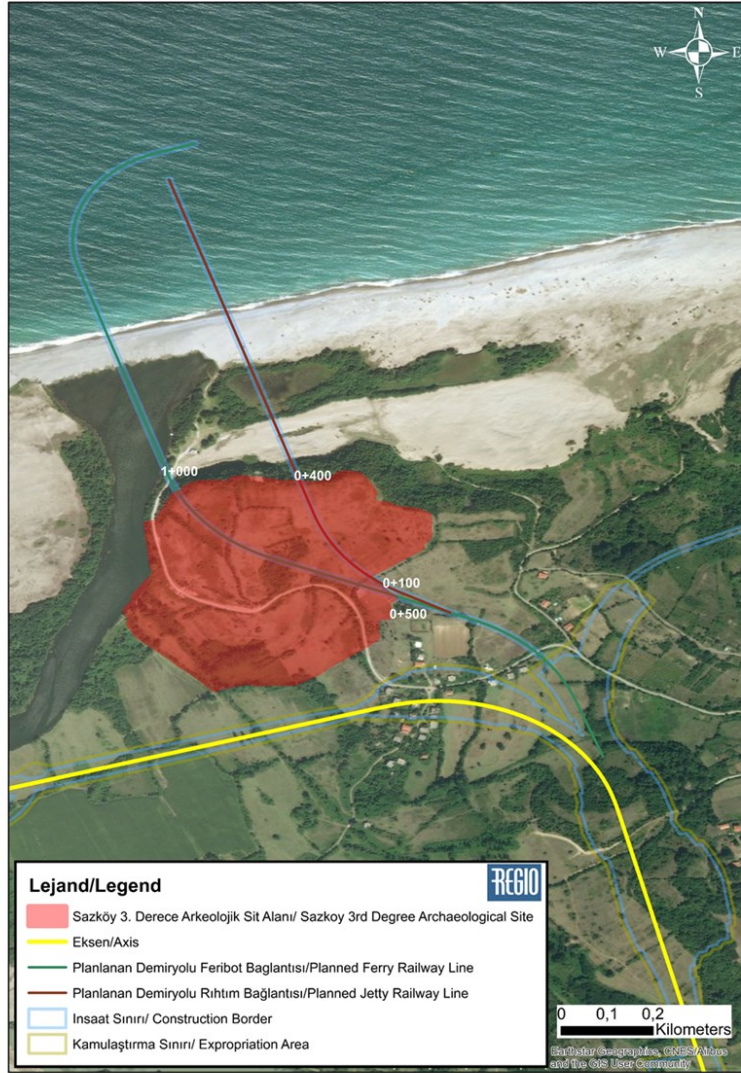 N
W E
S
1+000
0+400
0+100
0+500
Lejand/Legend
REGIO
Sazköy 3. Derece Arkeolojik Sit Alanı/ Sazkoy 3rd Degree Archaeological Site
Eksen/Axis
Planlanan Demiryolu Feribot Baglantısı/Planned Ferry Railway Line
Planlanan Demiryolu Rıhtım Bağlantısı/Planned Jetty Railway Line
Insaat Sınırı/ Construction Border
Kamulaştırma Sınırı/ Expropriation Area
0 0,1 0,2
Kilometers
Earthstar Geographics, CNES/Airbus
and the GIS User Community